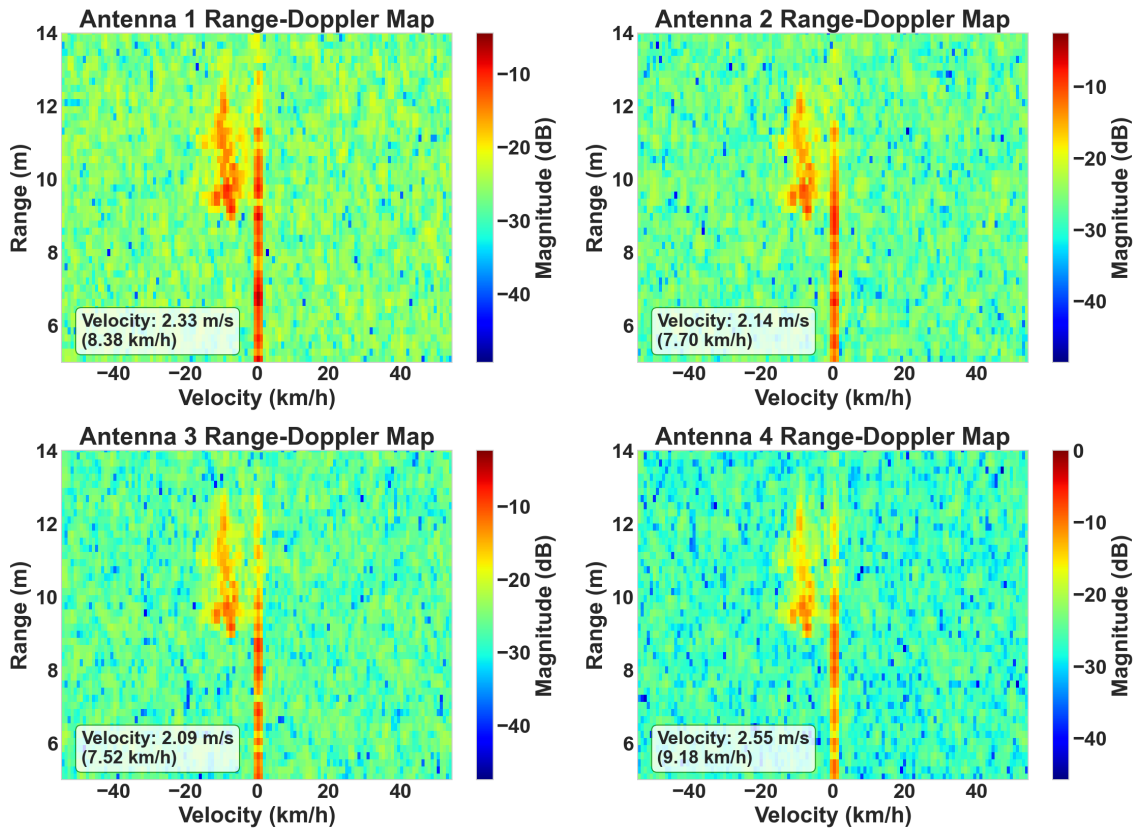 Antenna 1 Range-Doppler Map
14
12
10
8
6
Range (m)
Velocity: 2.33 m/s
(8.38 km/h)
−40
−20
0
20
40
Velocity (km/h)
−10
−20
−30
−40
Magnitude (dB)
Antenna 2 Range-Doppler Map
14
12
10
8
6
Range (m)
Velocity: 2.14 m/s
(7.70 km/h)
−40
−20
0
20
40
Velocity (km/h)
−10
−20
−30
−40
Magnitude (dB)
Antenna 3 Range-Doppler Map
14
12
10
8
6
Range (m)
Velocity: 2.09 m/s
(7.52 km/h)
−40
−20
0
20
40
Velocity (km/h)
−10
−20
−30
−40
Magnitude (dB)
Antenna 4 Range-Doppler Map
14
12
10
8
6
Range (m)
Velocity: 2.55 m/s
(9.18 km/h)
−40
−20
0
20
40
Velocity (km/h)
0
−10
−20
−30
−40
Magnitude (dB)